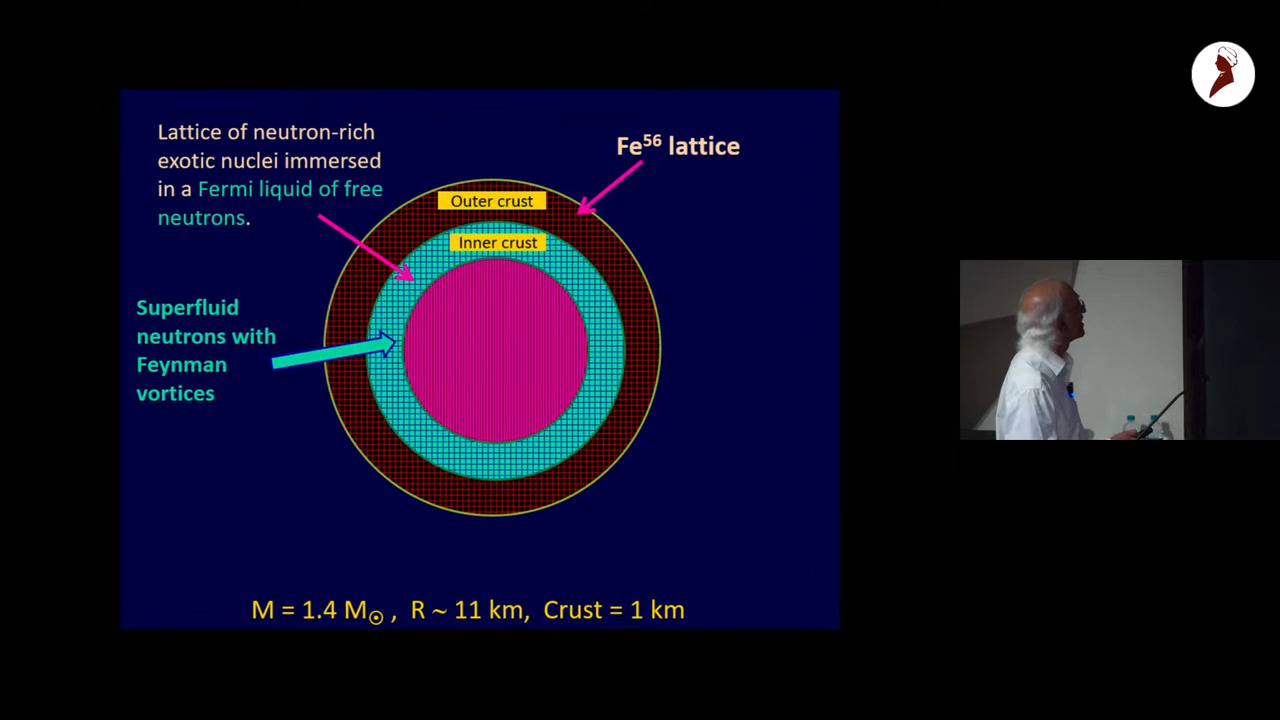 Lattice of neutron-rich
exotic nuclei immersed
in a Fermi liquid of free
neutrons.
Fe⁵⁶ lattice
Outer crust
Inner crust
Superfluid
neutrons with
Feynman
vortices
M = 1.4 M☉ , R ~ 11 km, Crust = 1 km